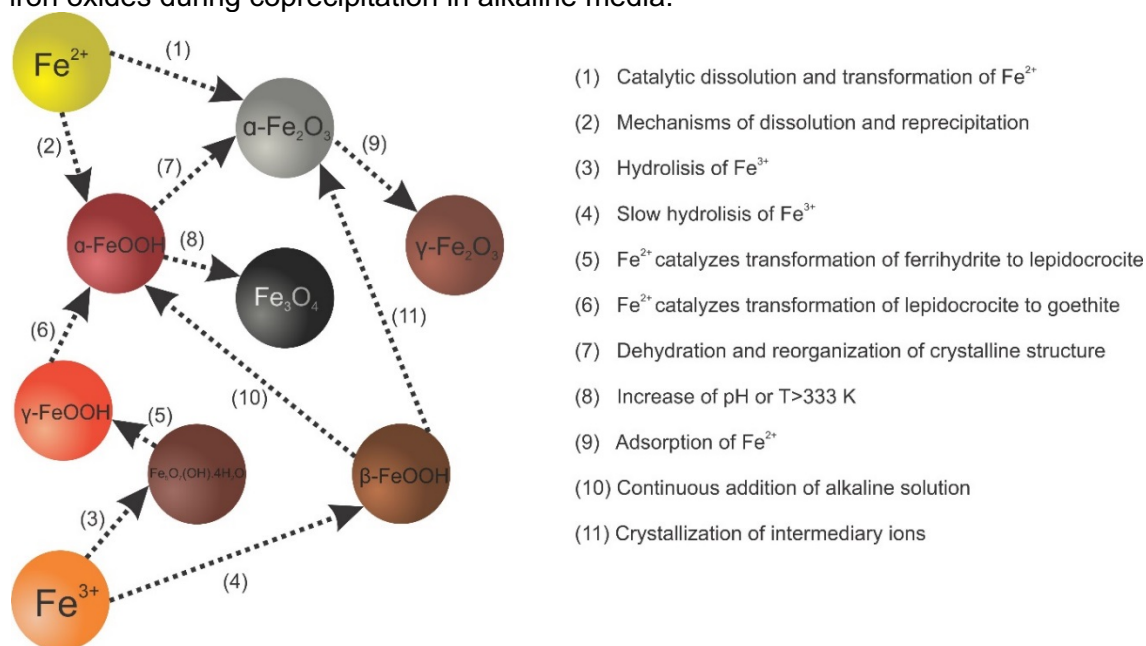 iron oxides during coprecipitation in alkaline media.
Fe²⁺
(1)
(2)
α-Fe₂O₃
(7)
(9)
α-FeOOH
(8)
γ-Fe₂O₃
Fe₃O₄
(6)
(11)
(10)
γ-FeOOH
(5)
β-FeOOH
(3)
(4)
Fe³⁺
(1) Catalytic dissolution and transformation of Fe²⁺
(2) Mechanisms of dissolution and reprecipitation
(3) Hydrolisis of Fe³⁺
(4) Slow hydrolisis of Fe³⁺
(5) Fe²⁺ catalyzes transformation of ferrihydrite to lepidocrocite
(6) Fe²⁺ catalyzes transformation of lepidocrocite to goethite
(7) Dehydration and reorganization of crystalline structure
(8) Increase of pH or T>333 K
(9) Adsorption of Fe²⁺
(10) Continuous addition of alkaline solution
(11) Crystallization of intermediary ions